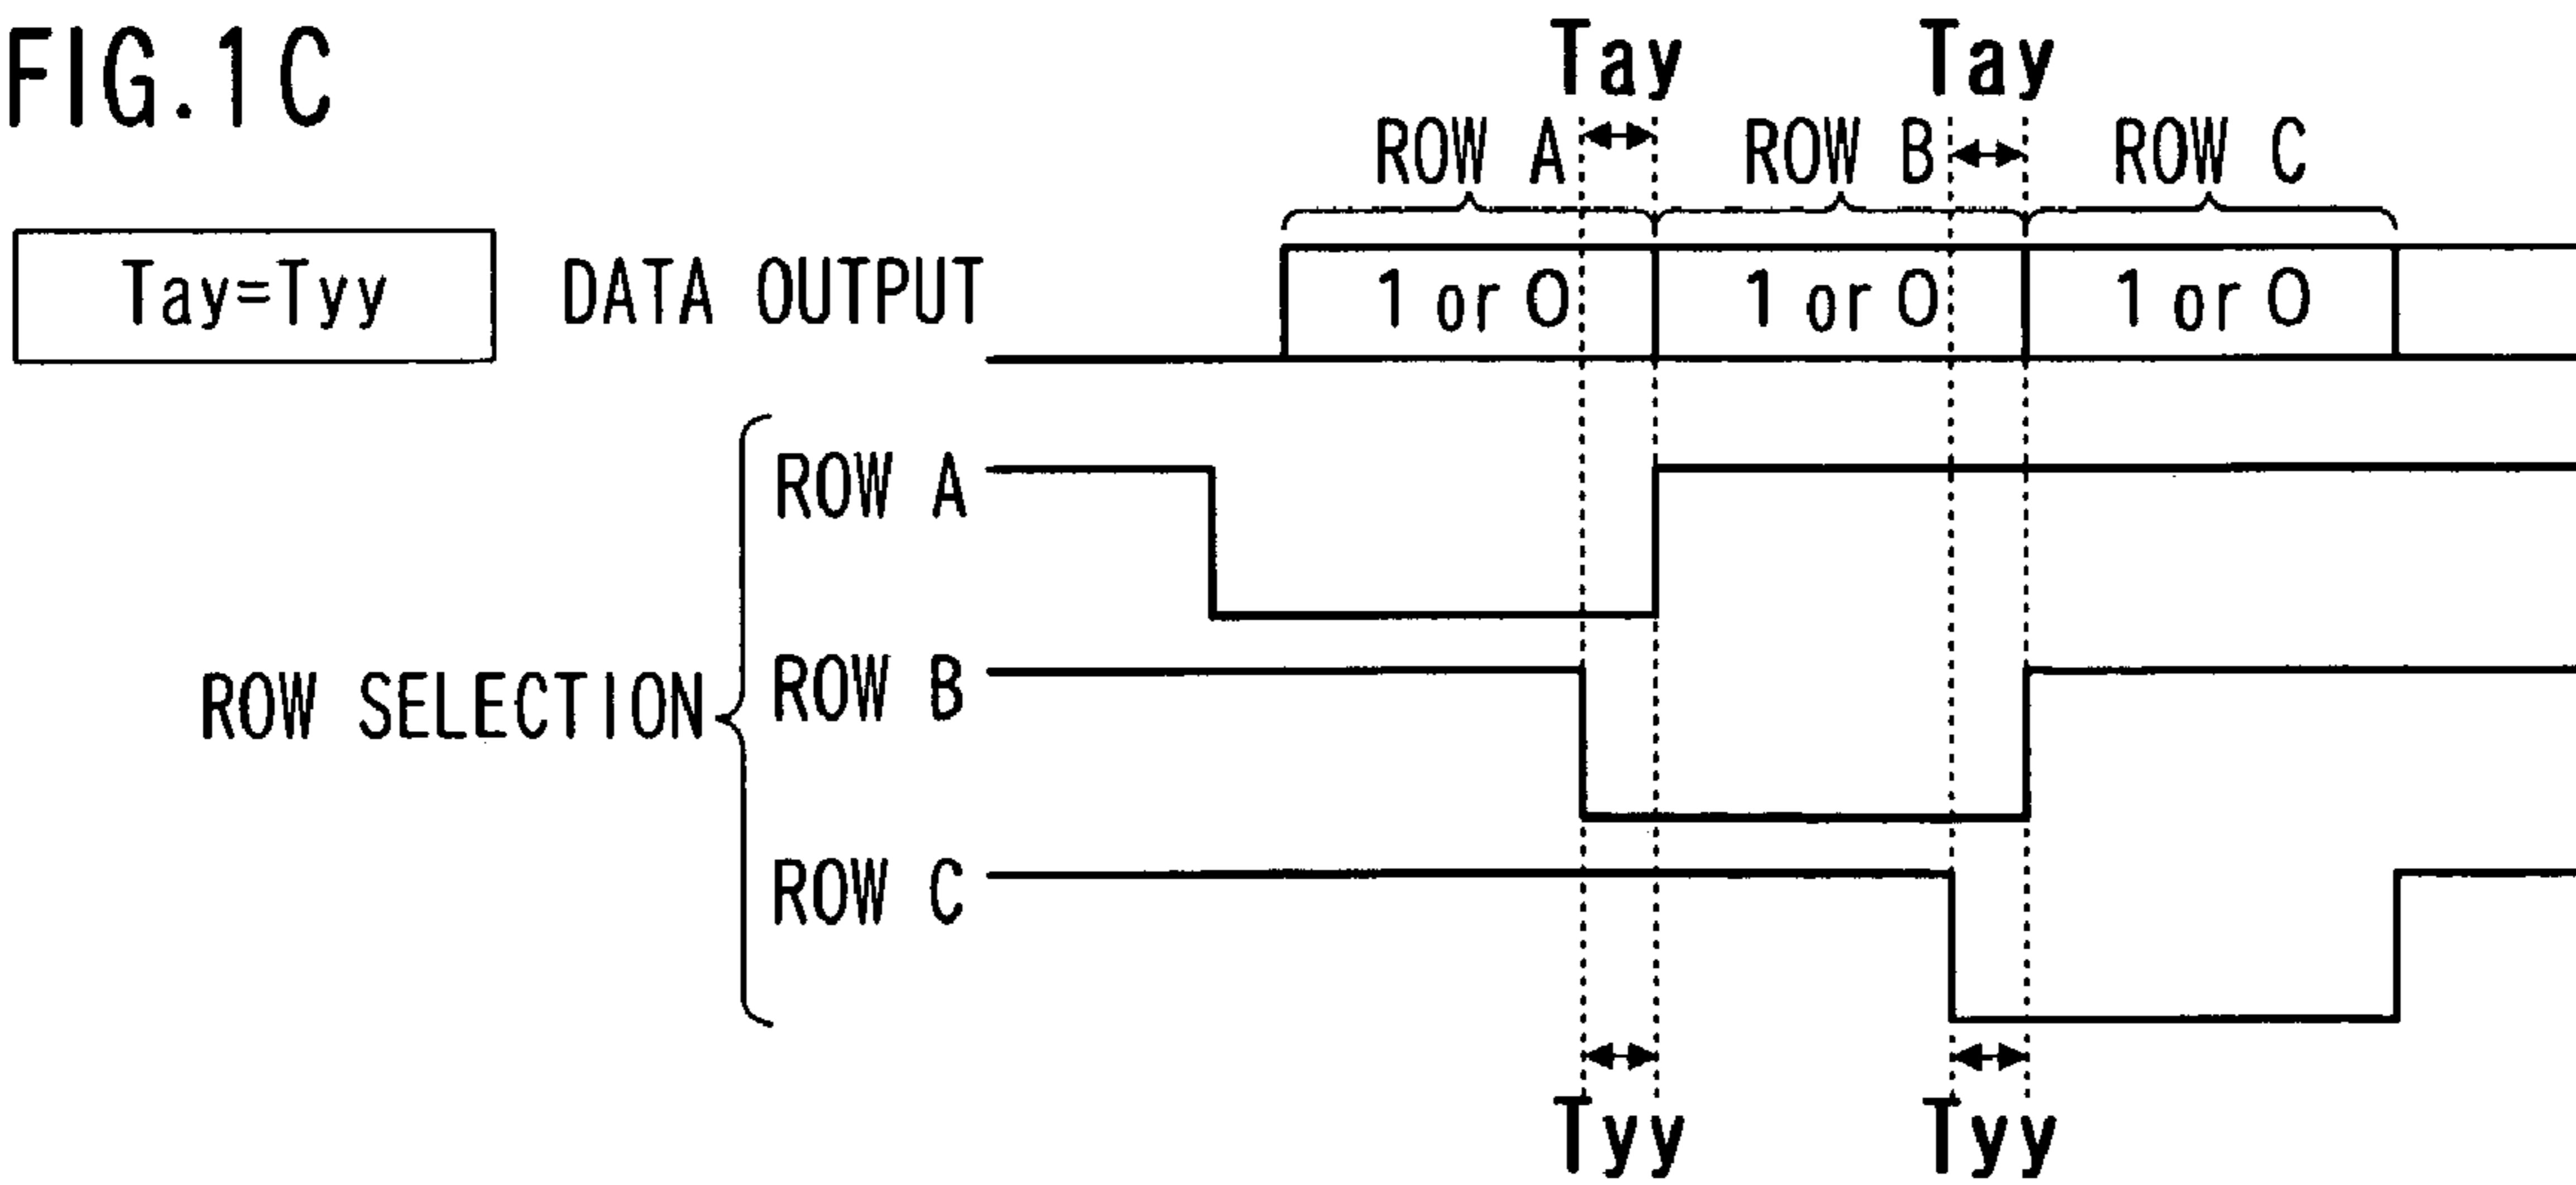 FIG.1C
Tay Tay
ROW A ROW B ROW C
Tay=Tyy
DATA OUTPUT
1 or 0 1 or 0 1 or 0
ROW A
ROW B
ROW SELECTION
ROW C
Tyy Tyy